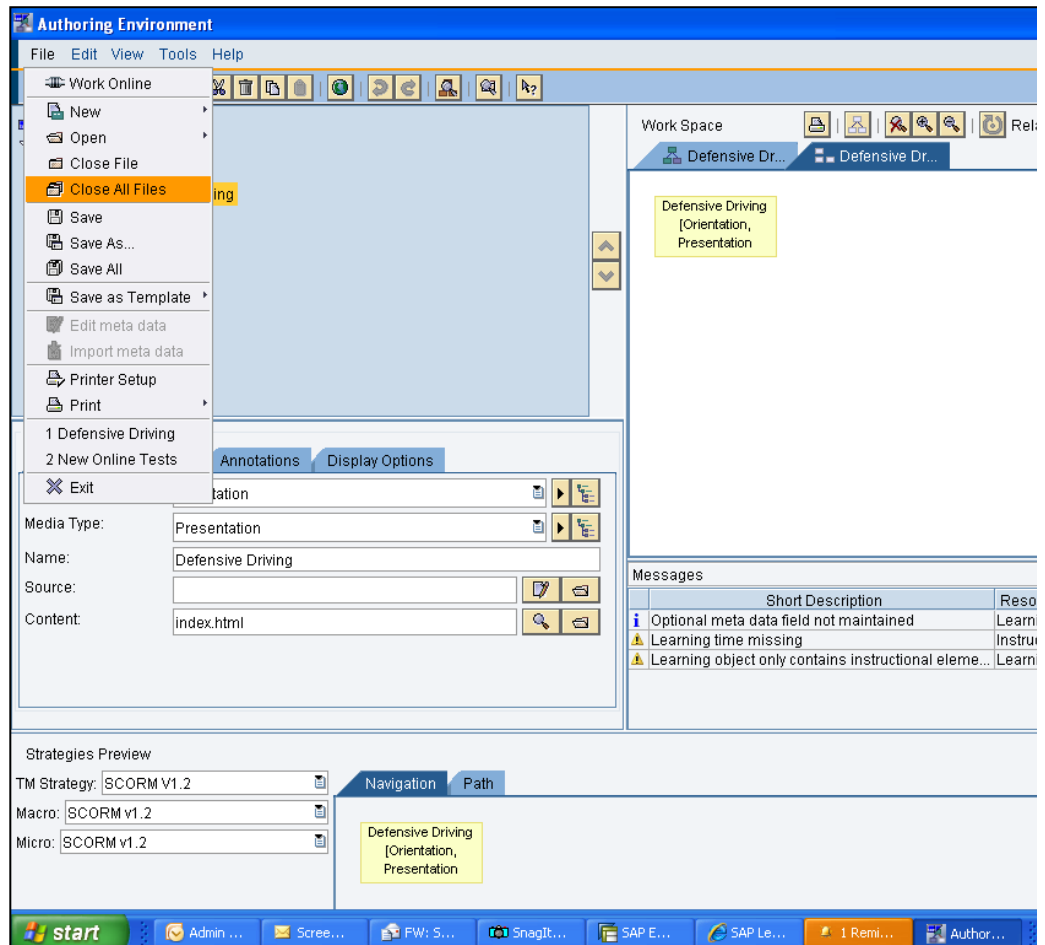 Authoring Environment
File Edit View Tools Help
Work Online
New
Open
Close File
Close All Files
ing
Save
Save As...
Save All
Save as Template
Edit meta data
Import meta data
Printer Setup
Print
1 Defensive Driving
2 New Online Tests
Exit
Work Space
Rela
Defensive Dr...
Defensive Dr...
Defensive Driving
[Orientation,
Presentation
Annotations Display Options
tation
Media Type: Presentation
Name: Defensive Driving
Source:
Content: index.html
Messages
Short Description Reso
Optional meta data field not maintained Learni
Learning time missing Instruc
Learning object only contains instructional eleme... Learni
Strategies Preview
TM Strategy: SCORM V1.2
Macro: SCORM v1.2
Micro: SCORM v1.2
Navigation Path
Defensive Driving
[Orientation,
Presentation
start Admin ... Scree... FW: S... SnagIt... SAP E... SAP Le... 1 Remi... Author...